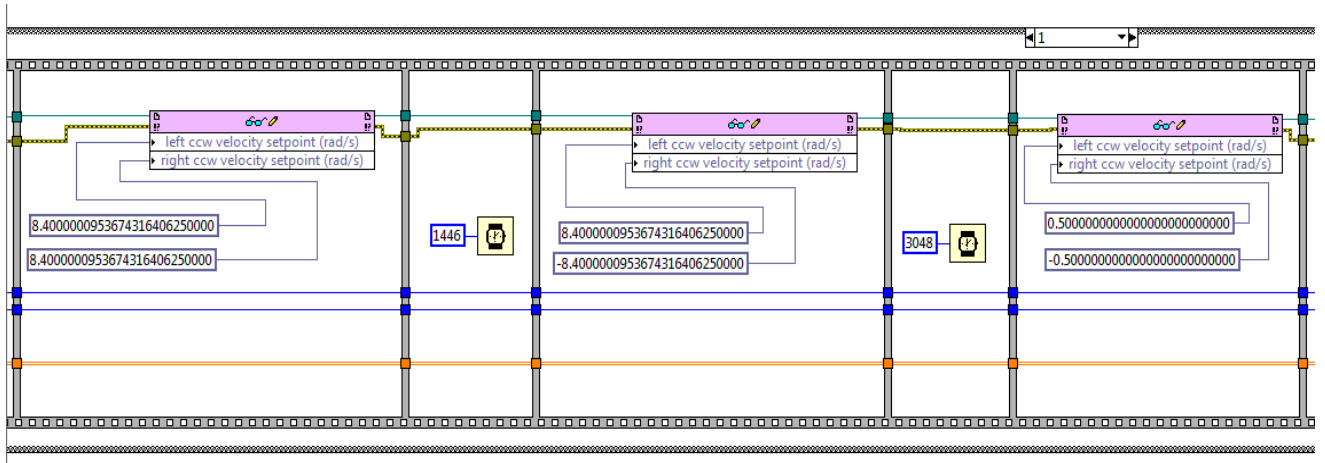 1
left ccw velocity setpoint (rad/s)
right ccw velocity setpoint (rad/s)
8.4000000953674316406250000
8.4000000953674316406250000
1446
left ccw velocity setpoint (rad/s)
right ccw velocity setpoint (rad/s)
8.4000000953674316406250000
-8.4000000953674316406250000
3048
left ccw velocity setpoint (rad/s)
right ccw velocity setpoint (rad/s)
0.5000000000000000000000000
-0.5000000000000000000000000